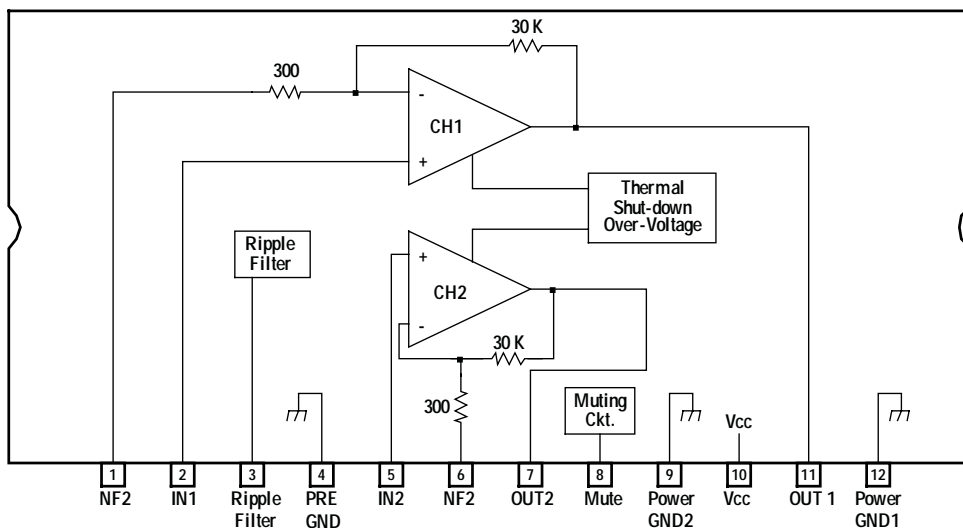 30 K
300
-
CH1
+
Thermal
Shut-down
Over-Voltage
Ripple
Filter
+
CH2
-
30 K
300
Muting
Ckt.
Vcc
1 2 3 4 5 6 7 8 9 10 11 12
NF2 IN1 Ripple PRE IN2 NF2 OUT2 Mute Power Vcc OUT 1 Power
Filter GND GND2 GND1